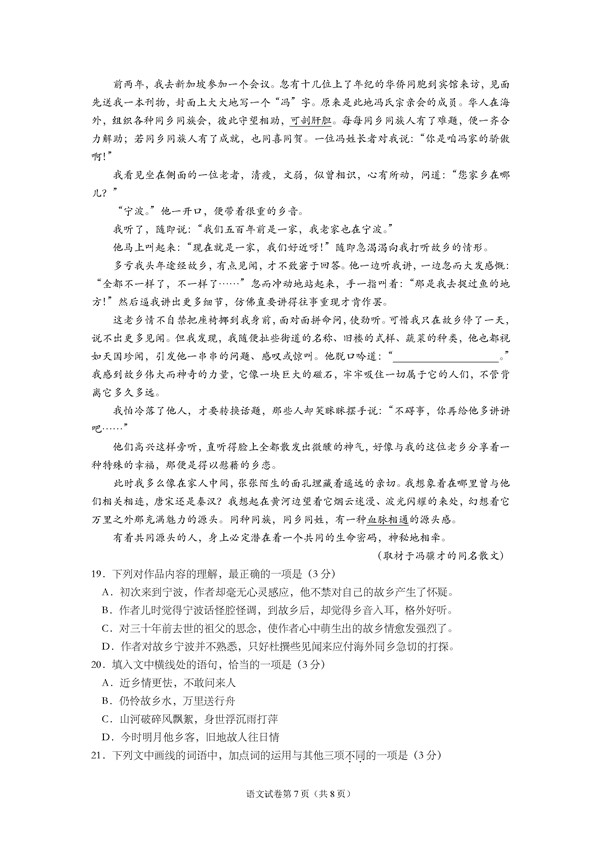 前两年，我去新加坡参加一个会议。忽有十几位上了年纪的华侨同胞到宾馆来访，见面
先送我一本刊物，封面上大大地写一个“冯”字。原来是此地冯氏宗亲会的成员。华人在海
外，组织各种同乡同族会，彼此守望相助，可剖肝胆。每每同乡同族人有了难题，便一齐合
力解助；若同乡同族人有了成就，也同喜同贺。一位冯姓长者对我说：“你是咱冯家的骄傲
啊！”
我看见坐在侧面的一位老者，清瘦，文弱，似曾相识，心有所动，问道：“您家乡在哪
儿？”
“宁波。”他一开口，便带着很重的乡音。
我听了，随即说：“我们五百年前是一家，我老家也在宁波。”
他马上叫起来：“现在就是一家，我们好近呀！”随即急渴渴向我打听故乡的情形。
多亏我头年途经故乡，有点见闻，才不致窘于回答。他一边听我讲，一边忽而大发感慨：
“全都不一样了，不一样了……”忽而冲动地站起来，手一指叫着：“那是我去捉过鱼的地
方！”然后逼我讲出更多细节，仿佛直要讲得往事重现才肯作罢。
这老乡情不自禁把座椅挪到我身前，面对面拼命问，使劲听。可惜我只在故乡停了一天，
说不出更多见闻。但我发现，我随便扯些街道的名称、旧楼的式样、蔬菜的种类，他也都视
如天国珍闻，引发他一串串的问题、感叹或惊叫。他脱口吟道：“____________________。”
我感到故乡伟大而神奇的力量，它像一块巨大的磁石，牢牢吸住一切属于它的人们，不管背
离它多久多远。
我怕冷落了他人，才要转换话题，那些人却笑眯眯摆手说：“不碍事，你再给他多讲讲
吧……”
他们高兴这样旁听，直听得脸上全都散发出微醺的神气，好像与我的这位老乡分享着一
种特殊的幸福，那便是得以慰藉的乡恋。
此时我多么像在家人中间，张张陌生的面孔埋藏着遥远的亲切。我想象着在哪里曾与他
们相关相连，唐宋还是秦汉？我想起在黄河边望着它烟云迷漫、波光闪耀的来处，幻想着它
万里之外那充满魅力的源头。同种同族，同乡同姓，有一种血脉相通的源头感。
有着共同源头的人，身上必定潜在着一个共同的生命密码，神秘地相牵。
（取材于冯骥才的同名散文）
19．下列对作品内容的理解，最正确的一项是（3 分）
A．初次来到宁波，作者却毫无心灵感应，他不禁对自己的故乡产生了怀疑。
B．作者儿时觉得宁波话怪腔怪调，到故乡后，却觉得乡音入耳，格外好听。
C．对三十年前去世的祖父的思念，使作者心中萌生出的故乡情愈发强烈了。
D．作者对故乡宁波并不熟悉，只好杜撰些见闻来应付海外同乡急切的打探。
20．填入文中横线处的语句，恰当的一项是（3 分）
A．近乡情更怯，不敢问来人
B．仍怜故乡水，万里送行舟
C．山河破碎风飘絮，身世浮沉雨打萍
D．今时明月他乡客，旧地故人往日情
21．下列文中画线的词语中，加点词的运用与其他三项不同的一项是（3 分）
语文试卷第 7 页（共 8 页）